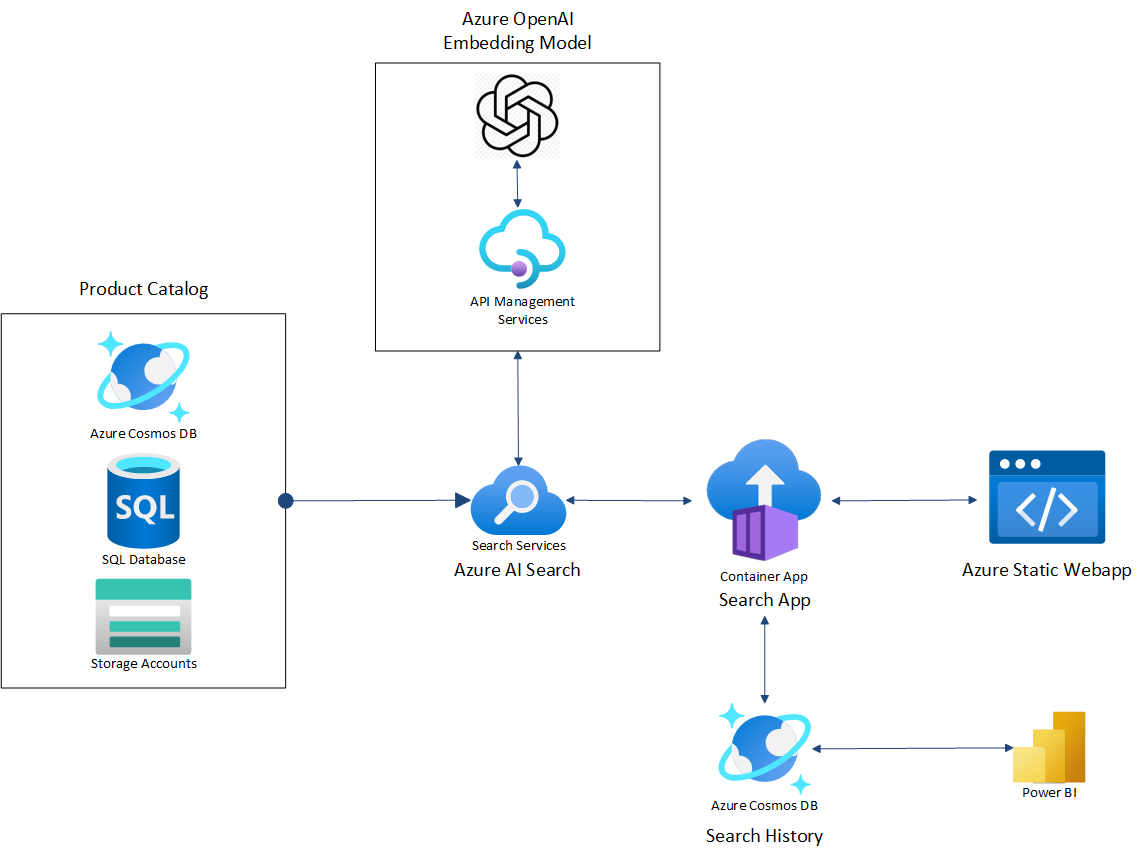 Azure OpenAI
Embedding Model
API Management
Services
Product Catalog
Azure Cosmos DB
SQL
SQL Database
Storage Accounts
Search Services
Azure AI Search
Container App
Search App
</>
Azure Static Webapp
Azure Cosmos DB
Search History
Power BI